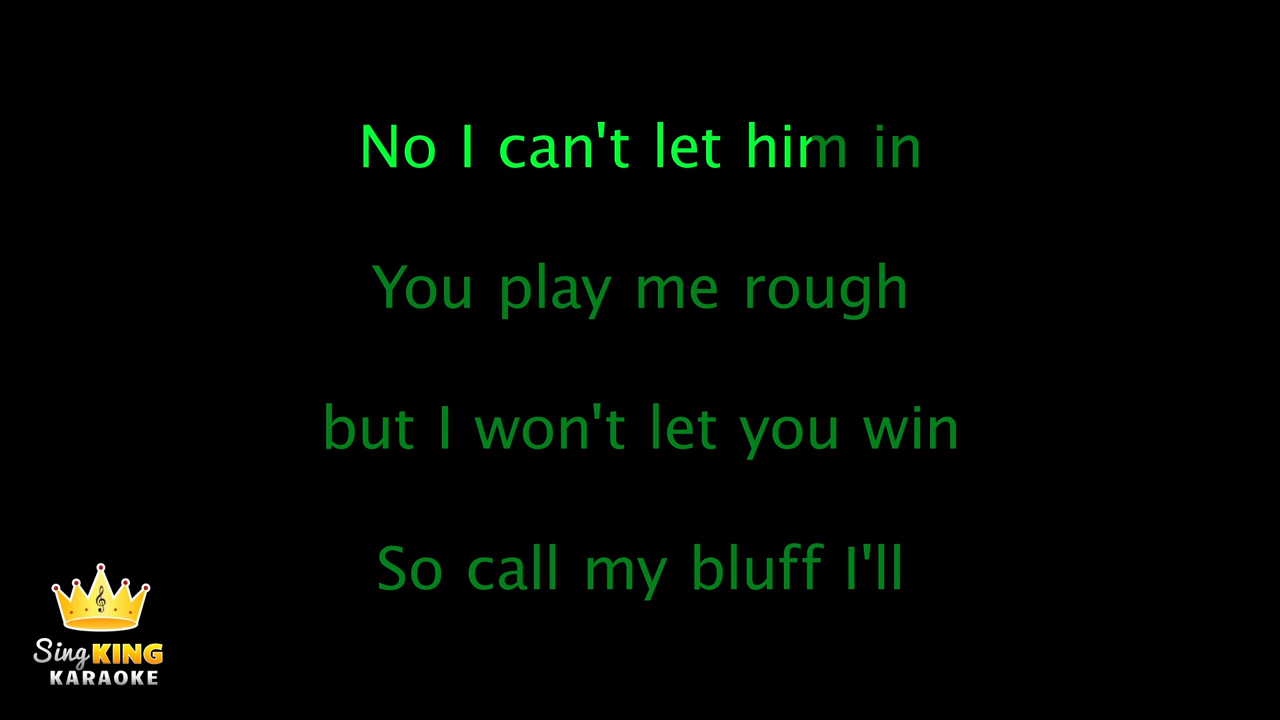 No I can't let him in
You play me rough
but I won't let you win
So call my bluff I'll
Sing KING
KARAOKE